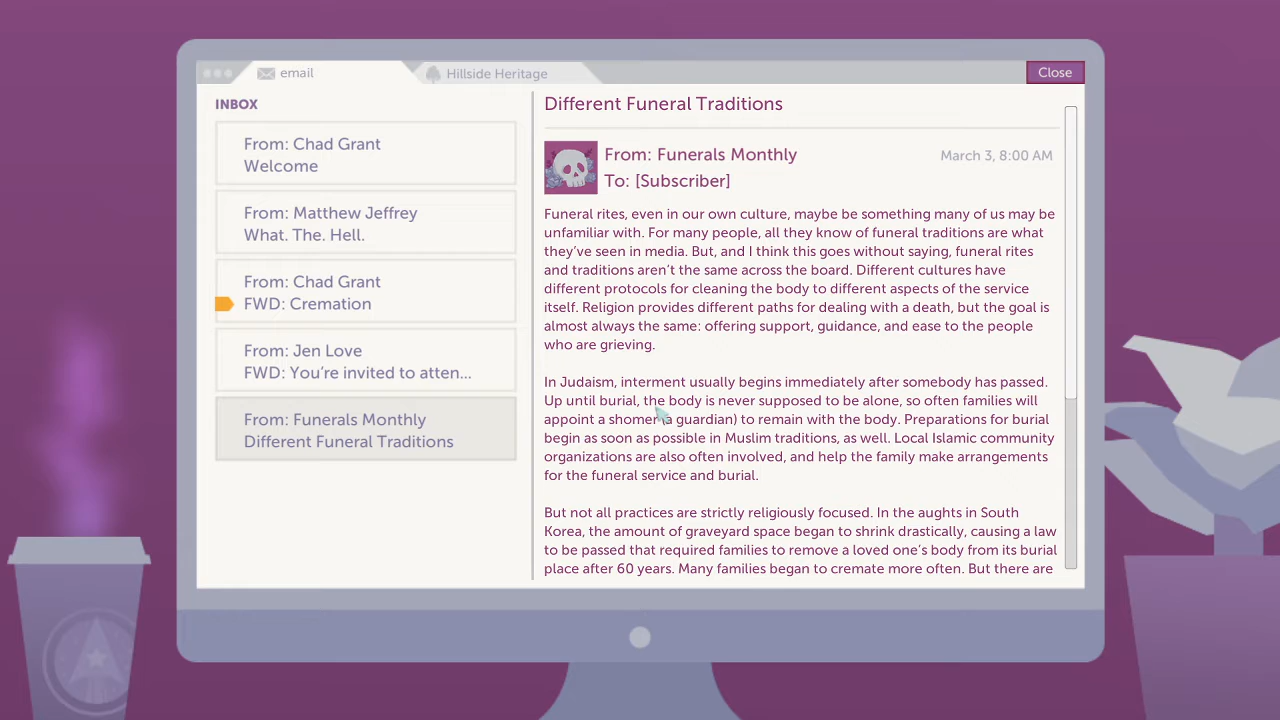 email
Hillside Heritage
Close
INBOX
From: Chad Grant
Welcome
From: Matthew Jeffrey
What. The. Hell.
From: Chad Grant
FWD: Cremation
From: Jen Love
FWD: You’re invited to atten...
From: Funerals Monthly
Different Funeral Traditions
Different Funeral Traditions
From: Funerals Monthly
March 3, 8:00 AM
To: [Subscriber]
Funeral rites, even in our own culture, maybe be something many of us may be
unfamiliar with. For many people, all they know of funeral traditions are what
they’ve seen in media. But, and I think this goes without saying, funeral rites
and traditions aren’t the same across the board. Different cultures have
different protocols for cleaning the body to different aspects of the service
itself. Religion provides different paths for dealing with a death, but the goal is
almost always the same: offering support, guidance, and ease to the people
who are grieving.
In Judaism, interment usually begins immediately after somebody has passed.
Up until burial, the body is never supposed to be alone, so often families will
appoint a shomer (a guardian) to remain with the body. Preparations for burial
begin as soon as possible in Muslim traditions, as well. Local Islamic community
organizations are also often involved, and help the family make arrangements
for the funeral service and burial.
But not all practices are strictly religiously focused. In the aughts in South
Korea, the amount of graveyard space began to shrink drastically, causing a law
to be passed that required families to remove a loved one’s body from its burial
place after 60 years. Many families began to cremate more often. But there are